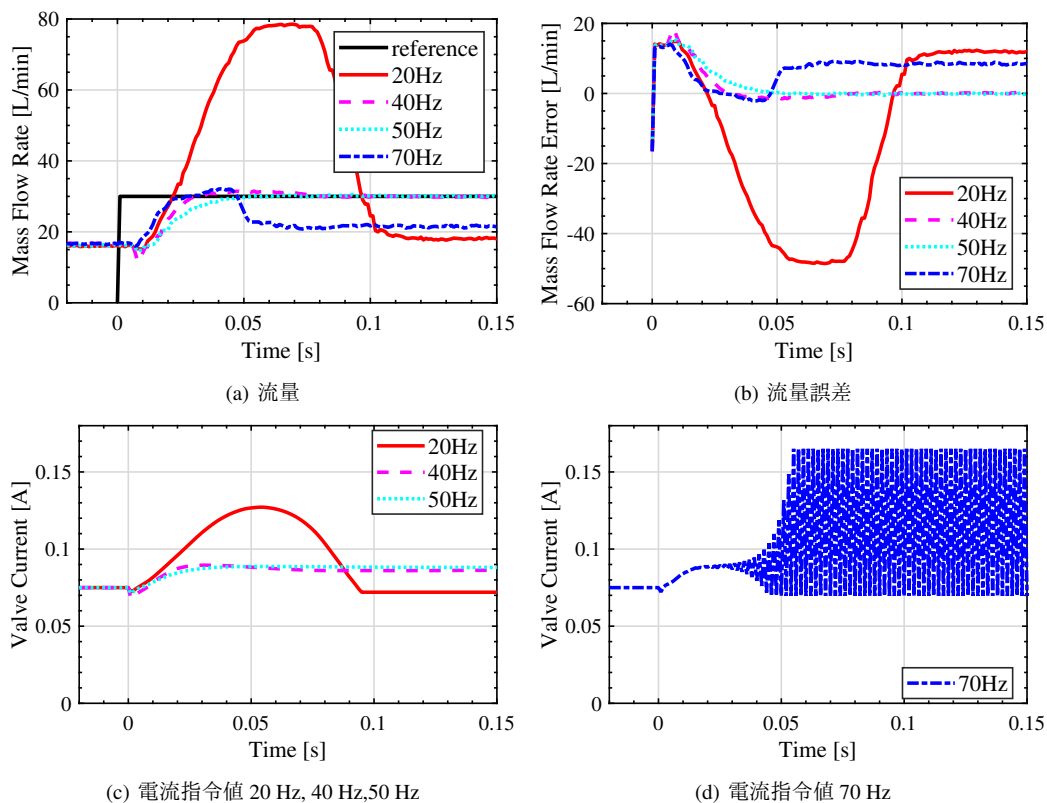 80
60
40
20
0
0
0.05
0.1
0.15
Mass Flow Rate [L/min]
Time [s]
reference
20Hz
40Hz
50Hz
70Hz
(a) 流量
20
0
-20
-40
-60
0
0.05
0.1
0.15
Mass Flow Rate Error [L/min]
Time [s]
20Hz
40Hz
50Hz
70Hz
(b) 流量誤差
0.15
0.1
0.05
0
0
0.05
0.1
0.15
Valve Current [A]
Time [s]
20Hz
40Hz
50Hz
(c) 電流指令値 20 Hz, 40 Hz,50 Hz
0.15
0.1
0.05
0
0
0.05
0.1
0.15
Valve Current [A]
Time [s]
70Hz
(d) 電流指令値 70 Hz